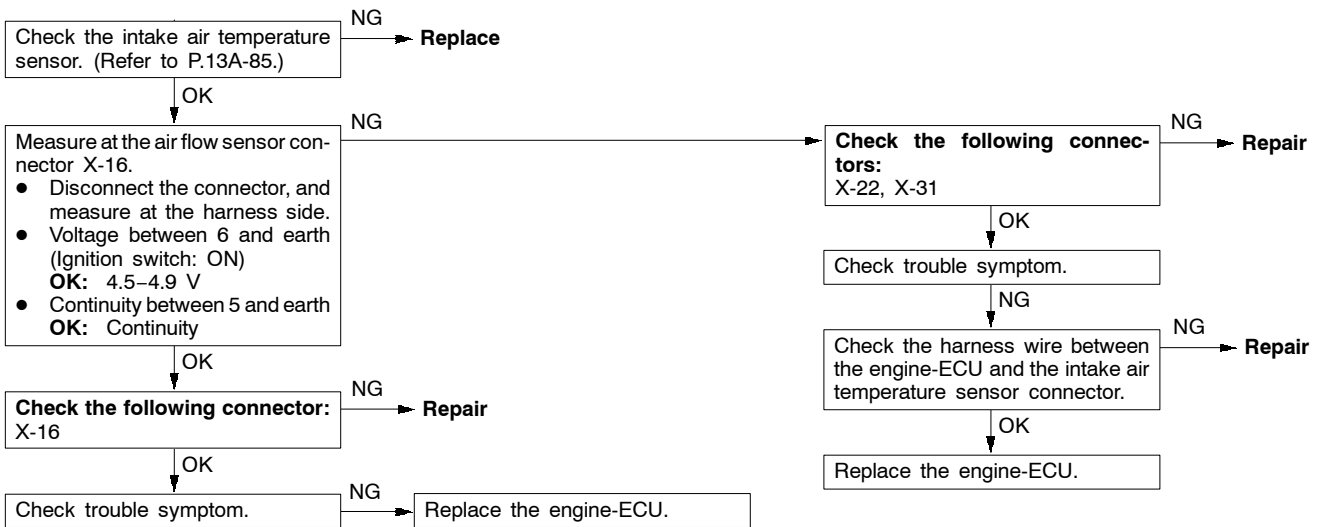 NG
Check the intake air temperature
sensor. (Refer to P.13A-85.)
Replace
OK
Measure at the air flow sensor con-
nector X-16.
● Disconnect the connector, and
measure at the harness side.
● Voltage between 6 and earth
(Ignition switch: ON)
OK: 4.5–4.9 V
● Continuity between 5 and earth
OK: Continuity
NG
OK
Check the following connector:
X-16
NG
Repair
OK
Check trouble symptom.
NG
Replace the engine-ECU.
Check the following connec-
tors:
X-22, X-31
NG
Repair
OK
Check trouble symptom.
NG
Check the harness wire between
the engine-ECU and the intake air
temperature sensor connector.
NG
Repair
OK
Replace the engine-ECU.